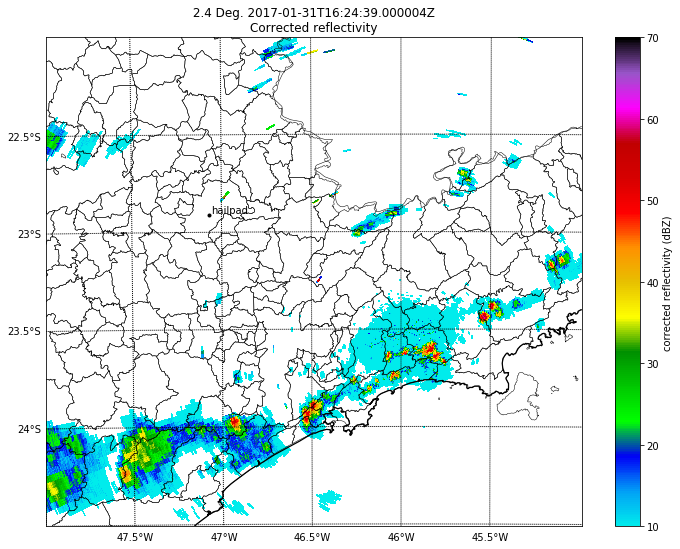 2.4 Deg. 2017-01-31T16:24:39.000004Z
Corrected reflectivity
70
60
50
40
30
20
10
corrected reflectivity (dBZ)
22.5°S
23°S
23.5°S
24°S
hailpad
47.5°W
47°W
46.5°W
46°W
45.5°W